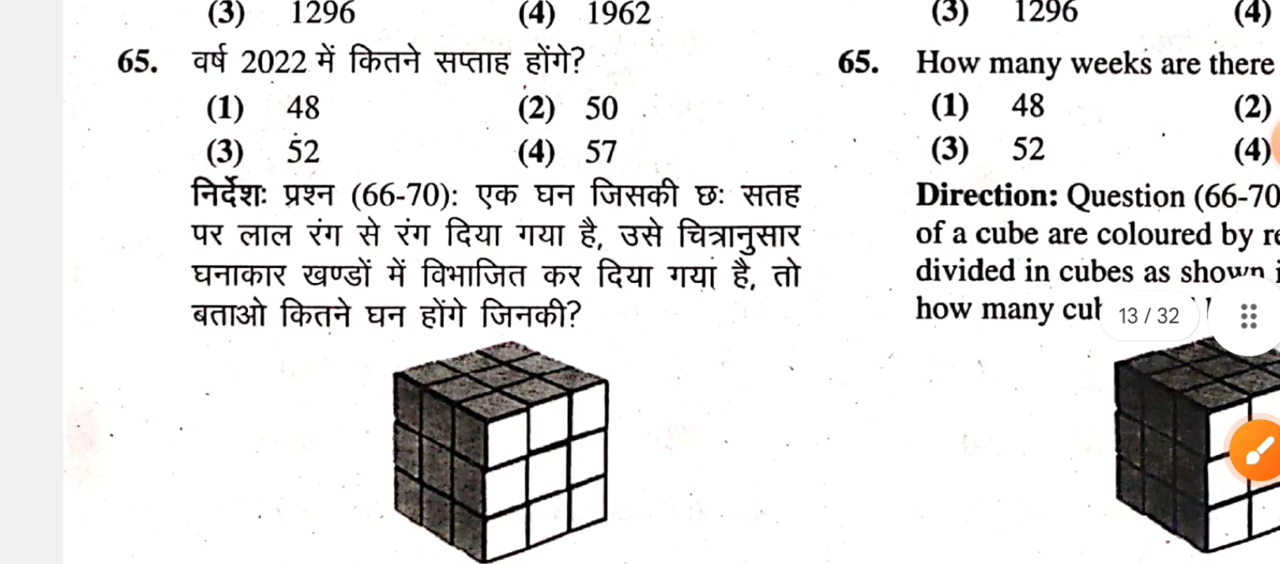 (3) 1296 (4) 1962
65. वर्ष 2022 में कितने सप्ताह होंगे?
(1) 48 (2) 50
(3) 52 (4) 57
निर्देशः प्रश्न (66-70): एक घन जिसकी छः सतह
पर लाल रंग से रंग दिया गया है, उसे चित्रानुसार
घनाकार खण्डों में विभाजित कर दिया गया है, तो
बताओ कितने घन होंगे जिनकी?
(3) 1296 (4)
65. How many weeks are there
(1) 48 (2)
(3) 52 (4)
Direction: Question (66-70
of a cube are coloured by
divided in cubes as shown
how many
13 / 32